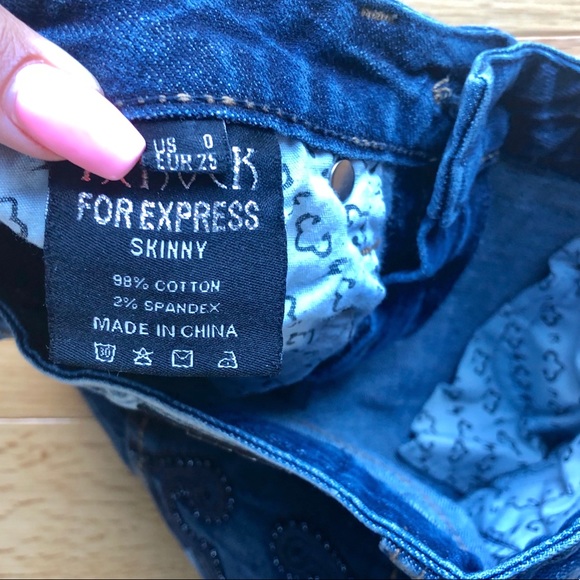 US 0
EUR 25
FOR EXPRESS
SKINNY
98% COTTON
2% SPANDEX
MADE IN CHINA
30